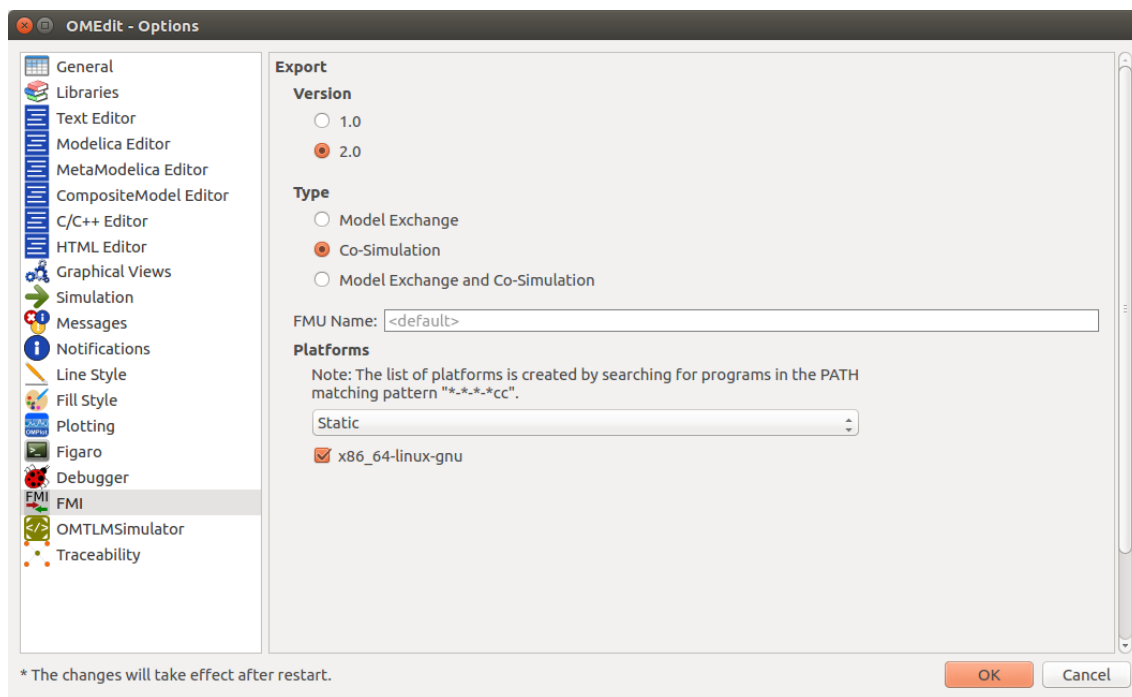 OMEdit - Options
General
Libraries
Text Editor
Modelica Editor
MetaModelica Editor
CompositeModel Editor
C/C++ Editor
HTML Editor
Graphical Views
Simulation
Messages
Notifications
Line Style
Fill Style
OMPlot
Plotting
Figaro
Debugger
FMI
FMI
OMTLMSimulator
Traceability
Export
Version
1.0
2.0
Type
Model Exchange
Co-Simulation
Model Exchange and Co-Simulation
FMU Name: <default>
Platforms
Note: The list of platforms is created by searching for programs in the PATH
matching pattern "*-*-*-*cc".
Static
x86_64-linux-gnu
* The changes will take effect after restart.
OK
Cancel